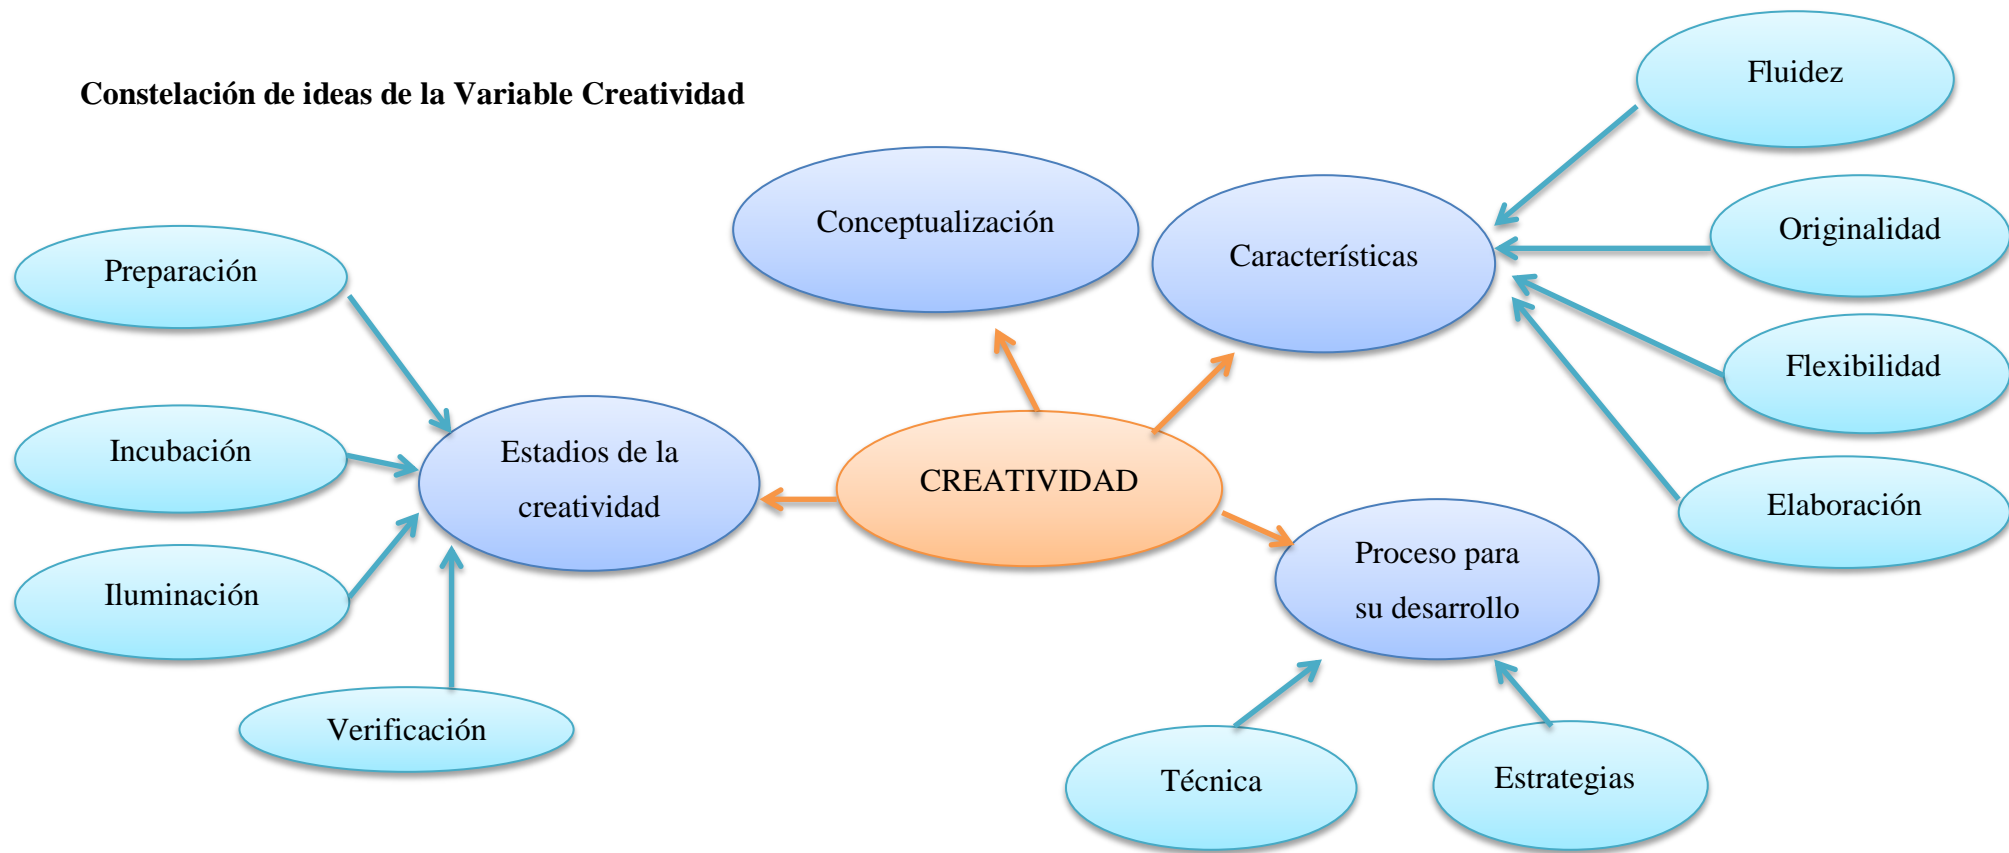 Constelación de ideas de la Variable Creatividad
Fluidez
Conceptualización
Caracterísficas
Originalidad
Preparación
Flexibilidad
Incubación
Estadios de la
creatividad
CREATIVIDAD
Elaboración
Iluminación
Proceso para
su desarrollo
Verificación
Técnica
Estrategias